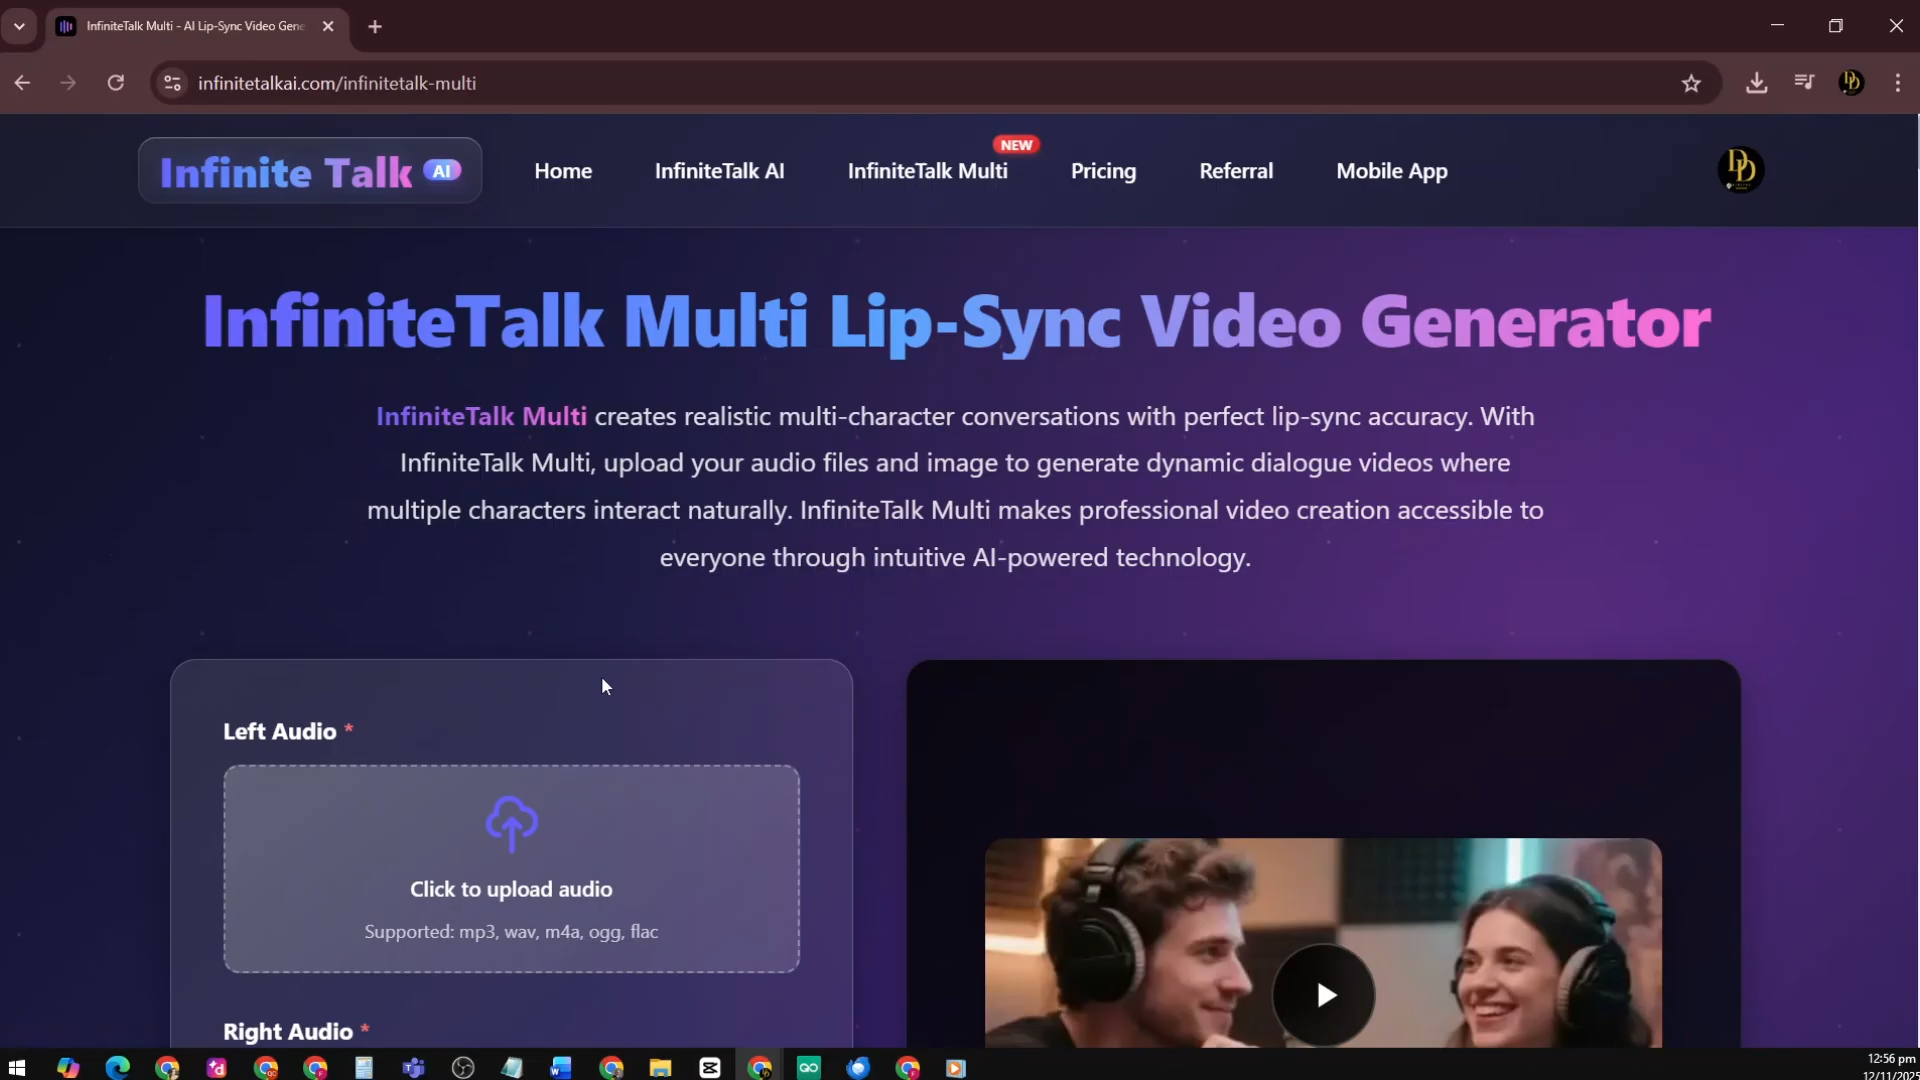 InfiniteTalk Multi - AI Lip-Sync Video Gene
infinitetalkai.com/infinitetalk-multi
Infinite Talk AI
Home
InfiniteTalk AI
InfiniteTalk Multi
NEW
Pricing
Referral
Mobile App
InfiniteTalk Multi Lip-Sync Video Generator
InfiniteTalk Multi creates realistic multi-character conversations with perfect lip-sync accuracy. With
InfiniteTalk Multi, upload your audio files and image to generate dynamic dialogue videos where
multiple characters interact naturally. InfiniteTalk Multi makes professional video creation accessible to
everyone through intuitive AI-powered technology.
Left Audio *
Click to upload audio
Supported: mp3, wav, m4a, ogg, flac
Right Audio *
12:56 pm
12/11/2025